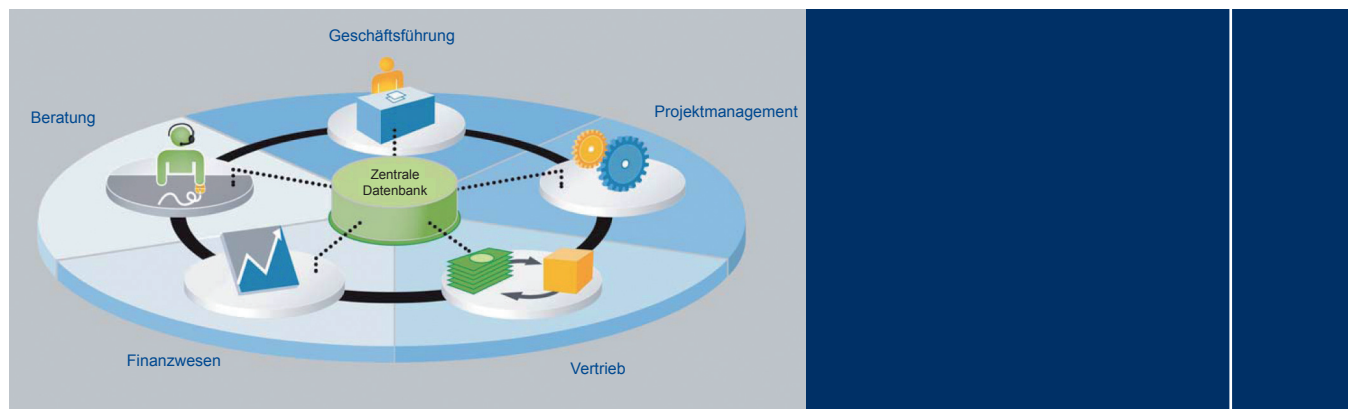 Geschäftsführung
Beratung
Projektmanagement
Zentrale
Datenbank
Finanzwesen
Vertrieb